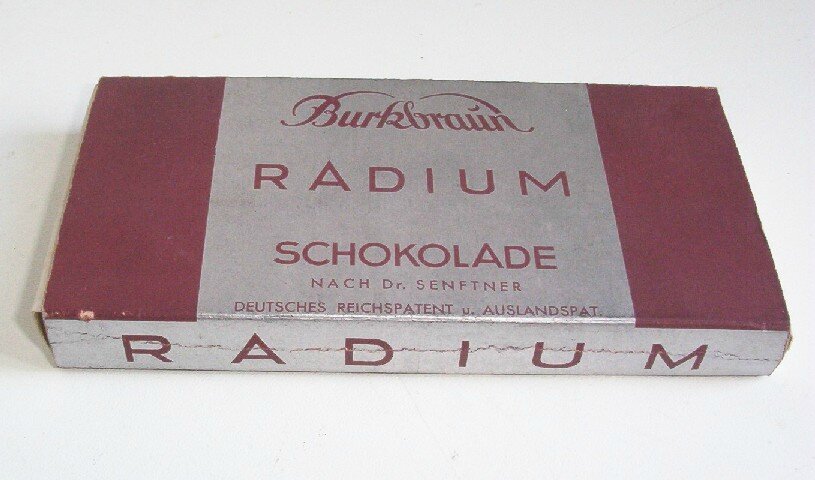 Burkbraun
RADIUM
SCHOKOLADE
NACH Dr. SENFTNER
DEUTSCHES REICHSPATENT u. AUSLANDSPAT.
RADIUM